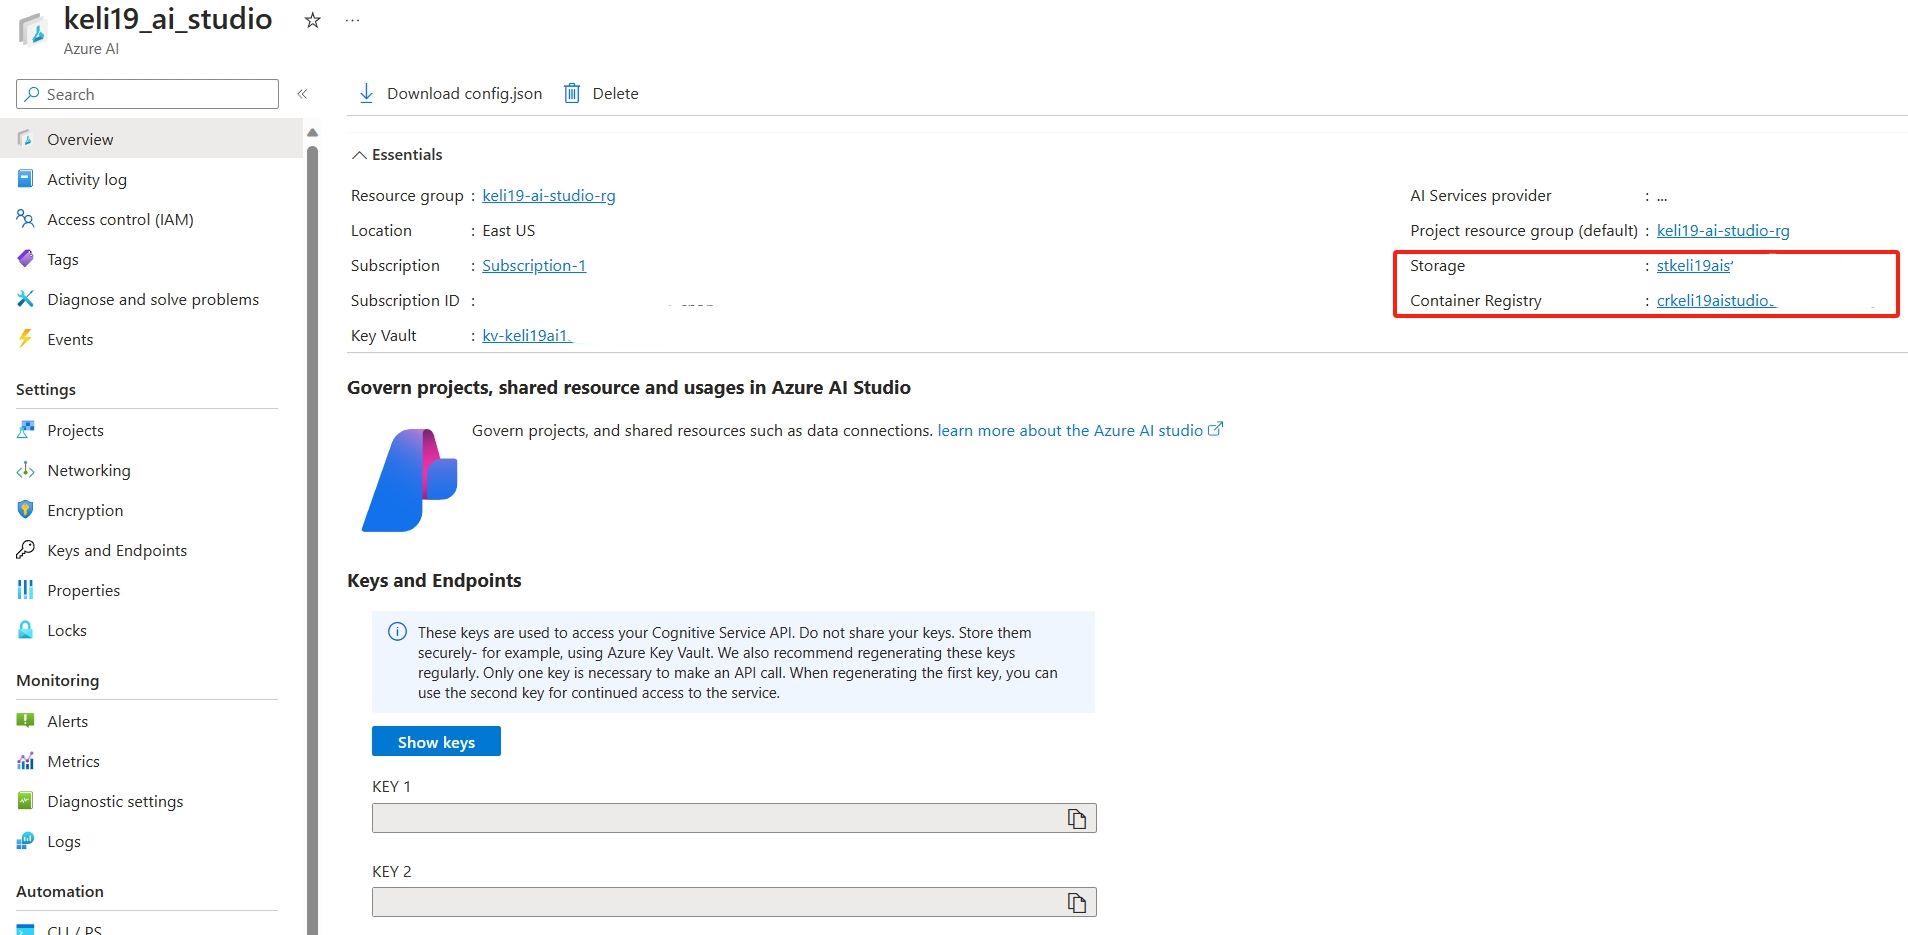 keli19_ai_studio
Azure AI
Search
Download config.json
Delete
Overview
Activity log
Access control (IAM)
Tags
Diagnose and solve problems
Events
Settings
Projects
Networking
Encryption
Keys and Endpoints
Properties
Locks
Monitoring
Alerts
Metrics
Diagnostic settings
Logs
Automation
CLI / PS
Essentials
Resource group : keli19-ai-studio-rg
Location : East US
Subscription : Subscription-1
Subscription ID :
Key Vault : kv-keli19ai1.
AI Services provider : ...
Project resource group (default) : keli19-ai-studio-rg
Storage : stkeli19ais
Container Registry : crkeli19aistudio.
Govern projects, shared resource and usages in Azure AI Studio
Govern projects, and shared resources such as data connections. learn more about the Azure AI studio
Keys and Endpoints
These keys are used to access your Cognitive Service API. Do not share your keys. Store them
securely- for example, using Azure Key Vault. We also recommend regenerating these keys
regularly. Only one key is necessary to make an API call. When regenerating the first key, you can
use the second key for continued access to the service.
Show keys
KEY 1
KEY 2